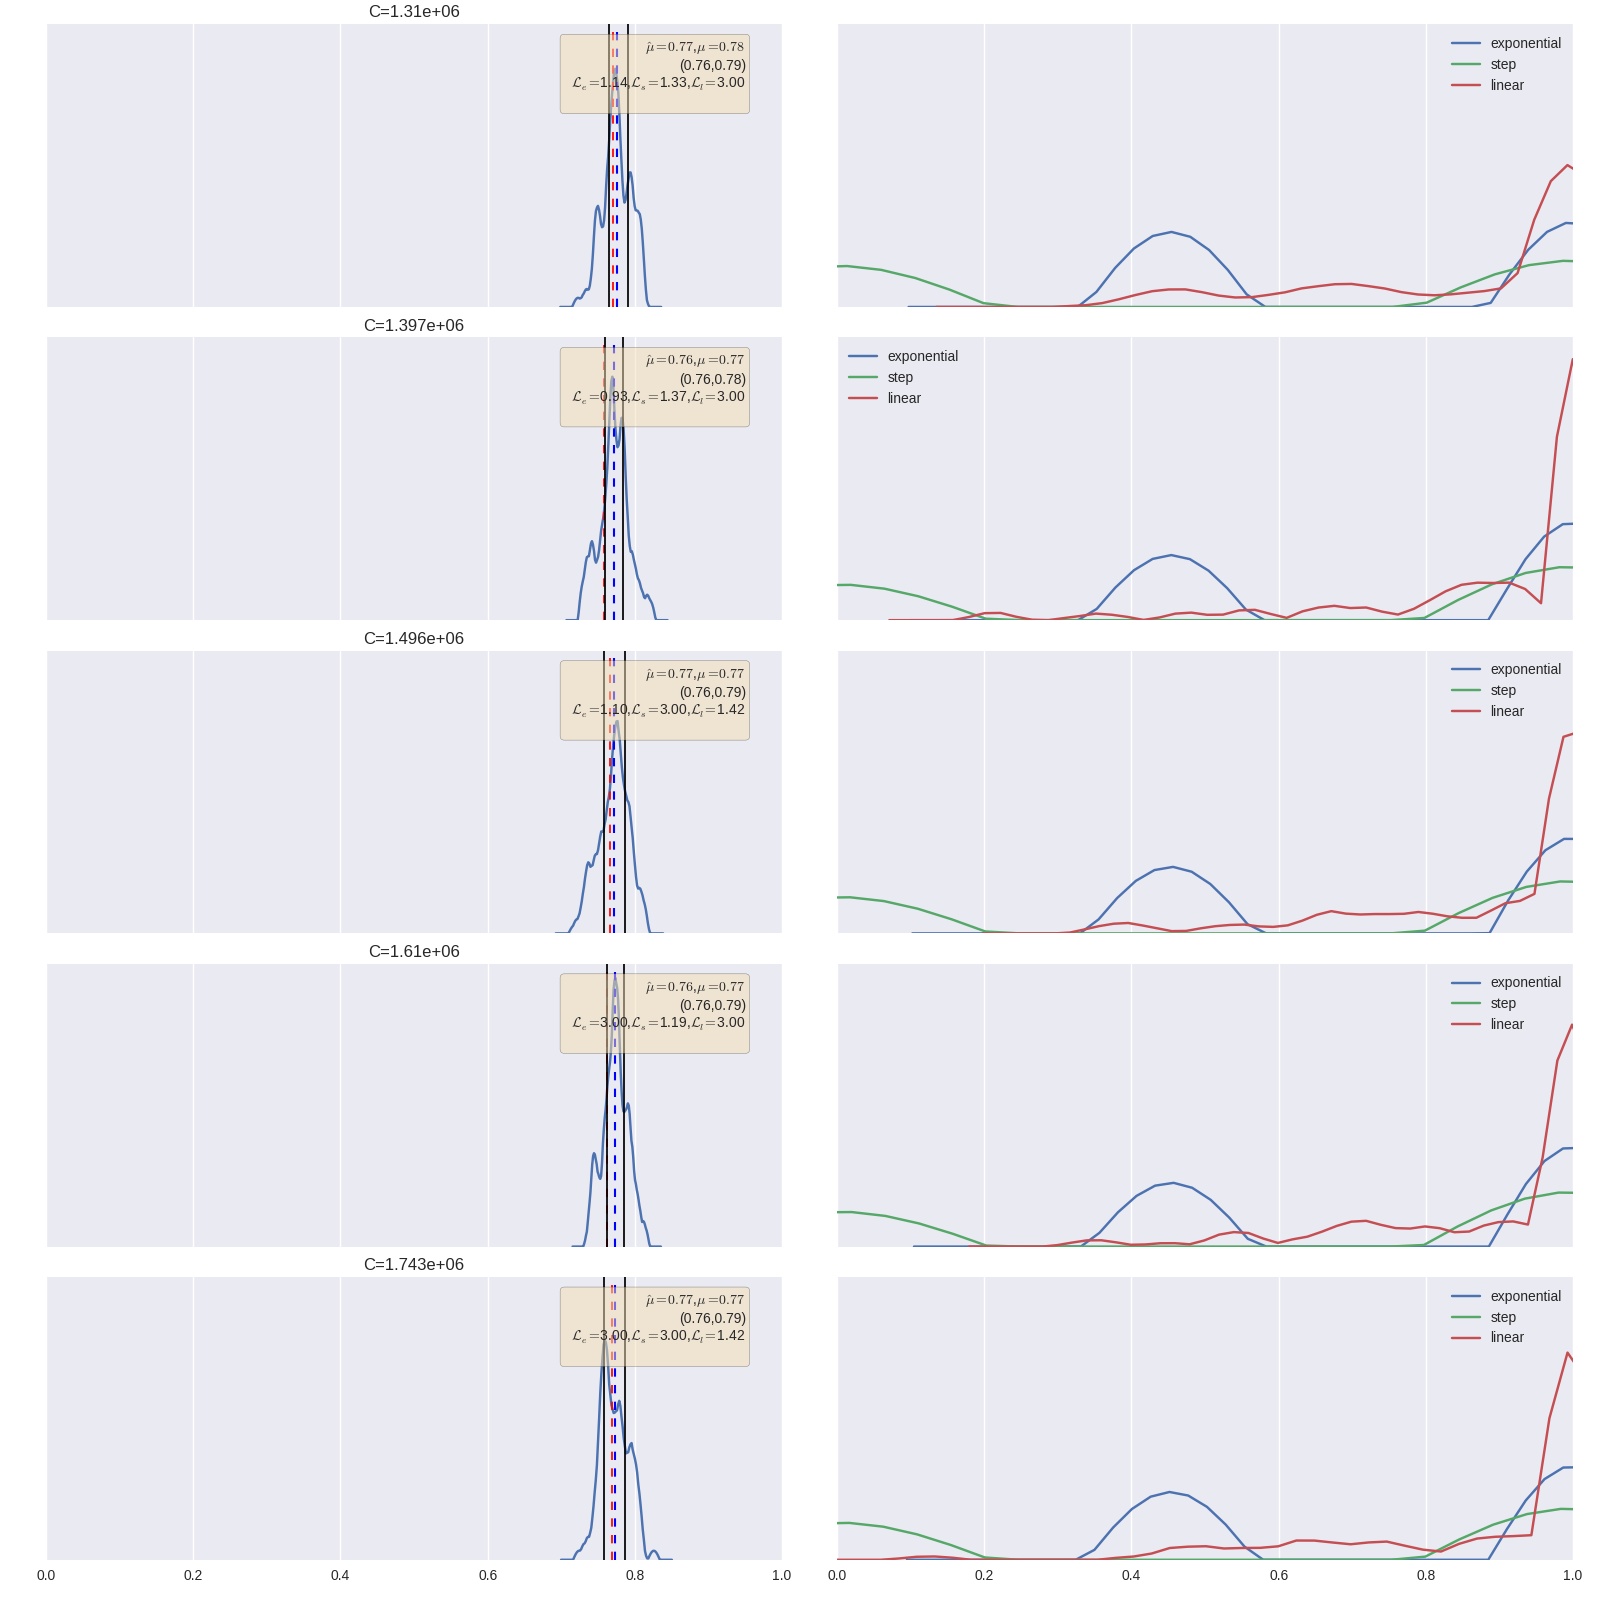 C=1.31e+06
μ̂=0.77,μ=0.78
(0.76,0.79)
ℒₑ=1.14,ℒₛ=1.33,ℒₗ=3.00
exponential
step
linear
C=1.397e+06
μ̂=0.76,μ=0.77
(0.76,0.78)
ℒₑ=0.93,ℒₛ=1.37,ℒₗ=3.00
exponential
step
linear
C=1.496e+06
μ̂=0.77,μ=0.77
(0.76,0.79)
ℒₑ=1.10,ℒₛ=3.00,ℒₗ=1.42
exponential
step
linear
C=1.61e+06
μ̂=0.76,μ=0.77
(0.76,0.79)
ℒₑ=3.00,ℒₛ=1.19,ℒₗ=3.00
exponential
step
linear
C=1.743e+06
μ̂=0.77,μ=0.77
(0.76,0.79)
ℒₑ=3.00,ℒₛ=3.00,ℒₗ=1.42
exponential
step
linear
0.0 0.2 0.4 0.6 0.8 1.0
0.0 0.2 0.4 0.6 0.8 1.0